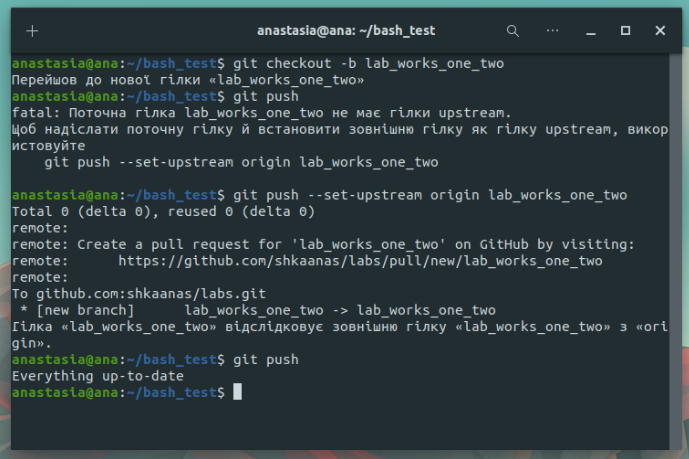 anastasia@ana: ~/bash_test
anastasia@ana:~/bash_test$ git checkout -b lab_works_one_two
Перейшов до нової гілки «lab_works_one_two»
anastasia@ana:~/bash_test$ git push
fatal: Поточна гілка lab_works_one_two не має гілки upstream.
Щоб надіслати поточну гілку й встановити зовнішню гілку як гілку upstream, викор
истовуйте
    git push --set-upstream origin lab_works_one_two
anastasia@ana:~/bash_test$ git push --set-upstream origin lab_works_one_two
Total 0 (delta 0), reused 0 (delta 0)
remote:
remote: Create a pull request for 'lab_works_one_two' on GitHub by visiting:
remote:      https://github.com/shkaanas/labs/pull/new/lab_works_one_two
remote:
To github.com:shkaanas/labs.git
 * [new branch]      lab_works_one_two -> lab_works_one_two
Гілка «lab_works_one_two» відслідковує зовнішню гілку «lab_works_one_two» з «ori
gin».
anastasia@ana:~/bash_test$ git push
Everything up-to-date
anastasia@ana:~/bash_test$